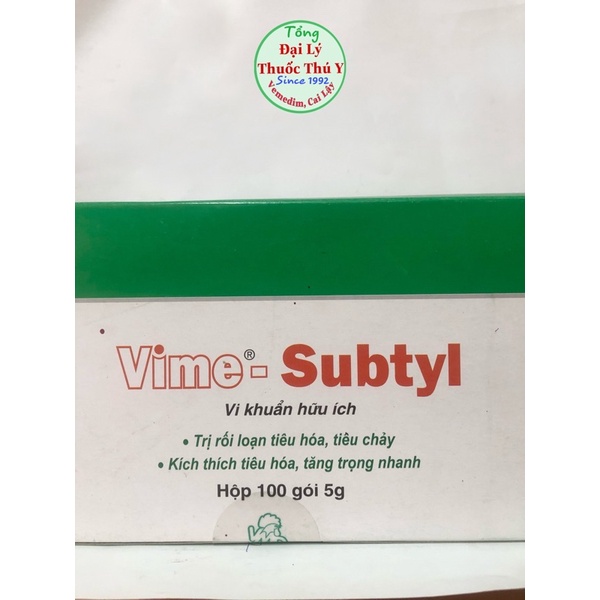 Tổng
Đại Lý
Thuốc Thú Y
Since 1992
Vemedim, Cai Lậy
Vime®- Subtyl
Vi khuẩn hữu ích
• Trị rối loạn tiêu hóa, tiêu chảy
• Kích thích tiêu hóa, tăng trọng nhanh
Hộp 100 gói 5g